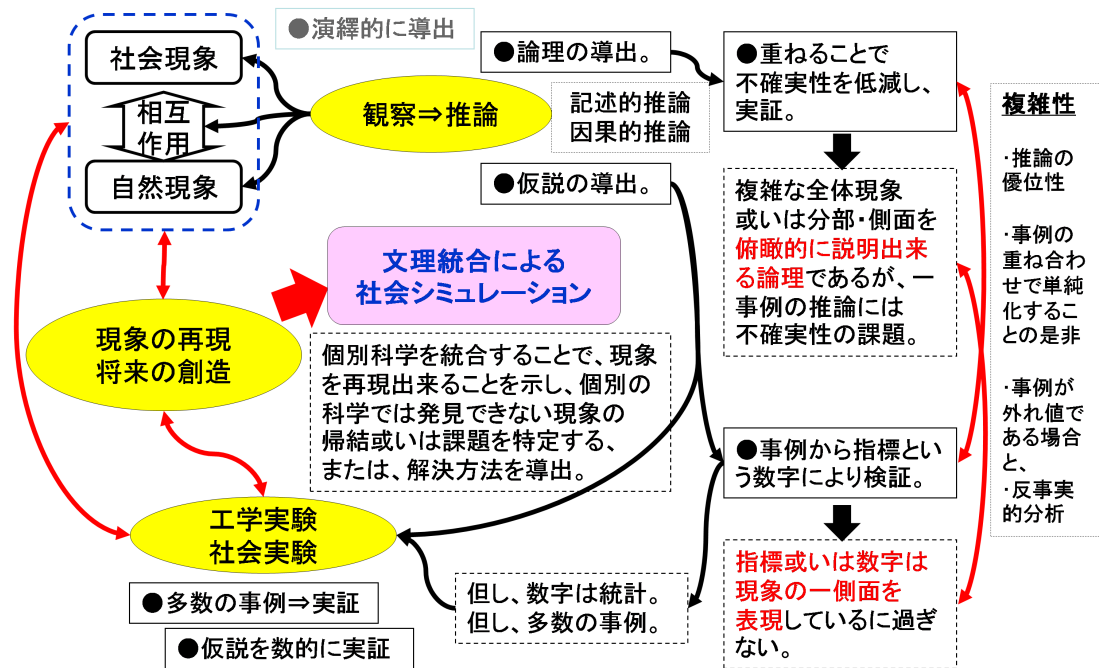 ●演繹的に導出
社会現象
相互
作用
自然現象
観察⇒推論
●論理の導出。
記述的推論
因果的推論
●仮説の導出。
●重ねることで
不確実性を低減し、
実証。
複雑な全体現象
或いは分部・側面を
俯瞰的に説明出来
る論理であるが、一
事例の推論には
不確実性の課題。
複雑性
・推論の
優位性
・事例の
重ね合わ
せで単純
化するこ
との是非
・事例が
外れ値で
ある場合
と、
・反事実
的分析
文理統合による
社会シミュレーション
現象の再現
将来の創造
個別科学を統合することで、現象
を再現出来ることを示し、個別の
科学では発見できない現象の
帰結或いは課題を特定する、
または、解決方法を導出。
●事例から指標とい
う数字により検証。
工学実験
社会実験
指標或いは数字は
現象の一側面を
表現しているに過ぎ
ない。
但し、数字は統計。
但し、多数の事例。
●多数の事例⇒実証
●仮説を数的に実証